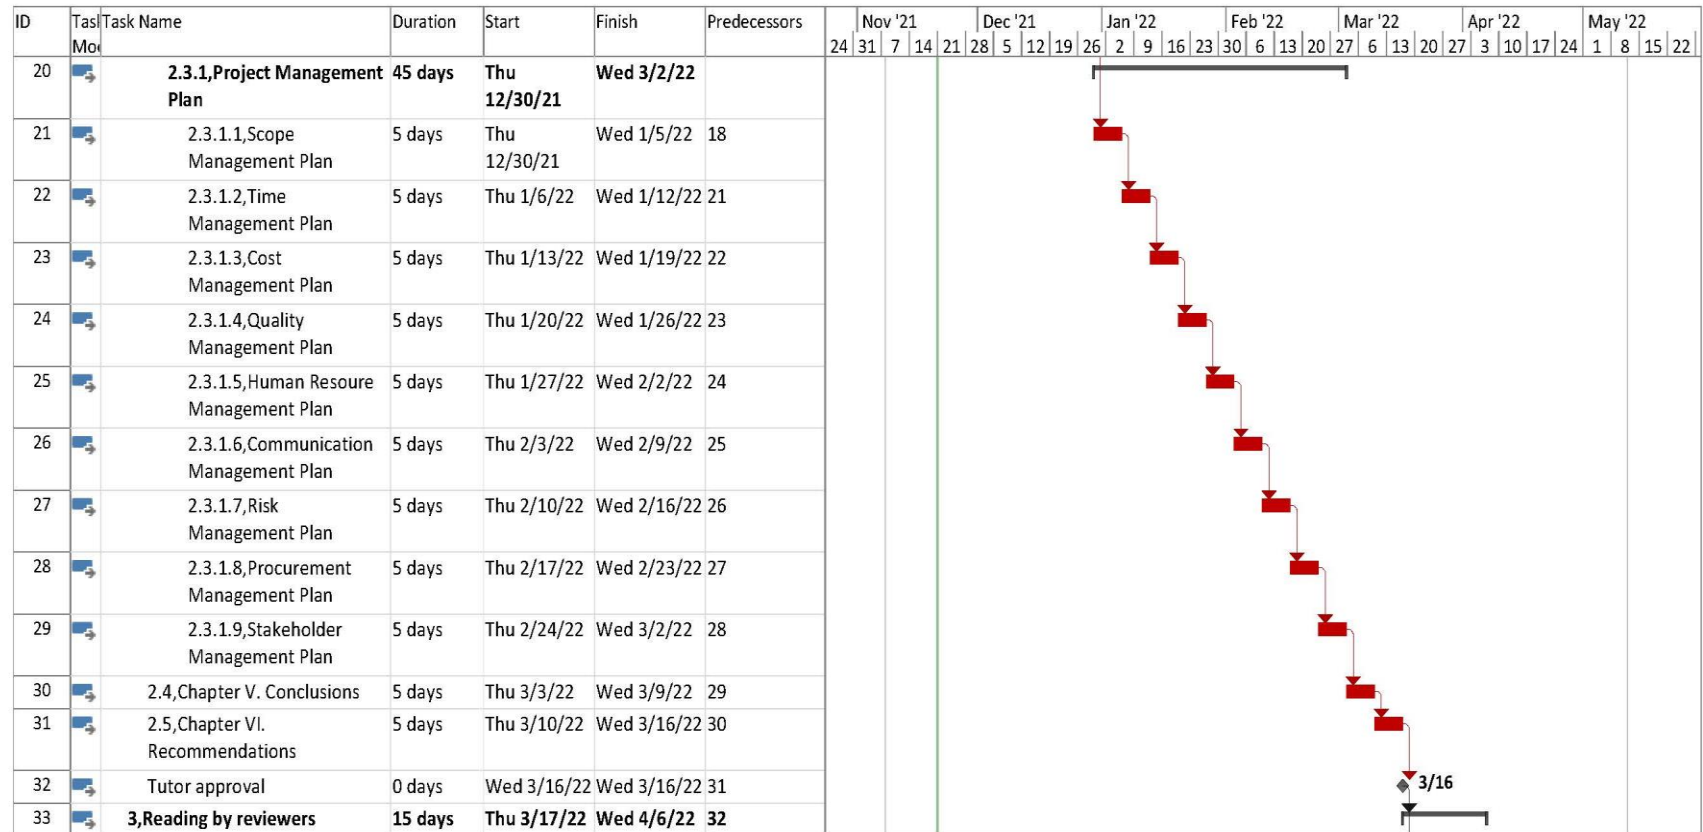 ID Task Mode Task Name Duration Start Finish Predecessors Nov '21 Dec '21 Jan '22 Feb '22 Mar '22 Apr '22 May '22
24 31 7 14 21 28 5 12 19 26 2 9 16 23 30 6 13 20 27 6 13 20 27 3 10 17 24 1 8 15 22
20 2.3.1,Project Management 45 days Thu Wed 3/2/22
Plan 12/30/21
21 2.3.1.1,Scope 5 days Thu Wed 1/5/22 18
Management Plan 12/30/21
22 2.3.1.2,Time 5 days Thu 1/6/22 Wed 1/12/22 21
Management Plan
23 2.3.1.3,Cost 5 days Thu 1/13/22 Wed 1/19/22 22
Management Plan
24 2.3.1.4,Quality 5 days Thu 1/20/22 Wed 1/26/22 23
Management Plan
25 2.3.1.5,Human Resoure 5 days Thu 1/27/22 Wed 2/2/22 24
Management Plan
26 2.3.1.6,Communication 5 days Thu 2/3/22 Wed 2/9/22 25
Management Plan
27 2.3.1.7,Risk 5 days Thu 2/10/22 Wed 2/16/22 26
Management Plan
28 2.3.1.8,Procurement 5 days Thu 2/17/22 Wed 2/23/22 27
Management Plan
29 2.3.1.9,Stakeholder 5 days Thu 2/24/22 Wed 3/2/22 28
Management Plan
30 2.4,Chapter V. Conclusions 5 days Thu 3/3/22 Wed 3/9/22 29
31 2.5,Chapter VI. 5 days Thu 3/10/22 Wed 3/16/22 30
Recommendations
32 Tutor approval 0 days Wed 3/16/22 Wed 3/16/22 31 3/16
33 3,Reading by reviewers 15 days Thu 3/17/22 Wed 4/6/22 32